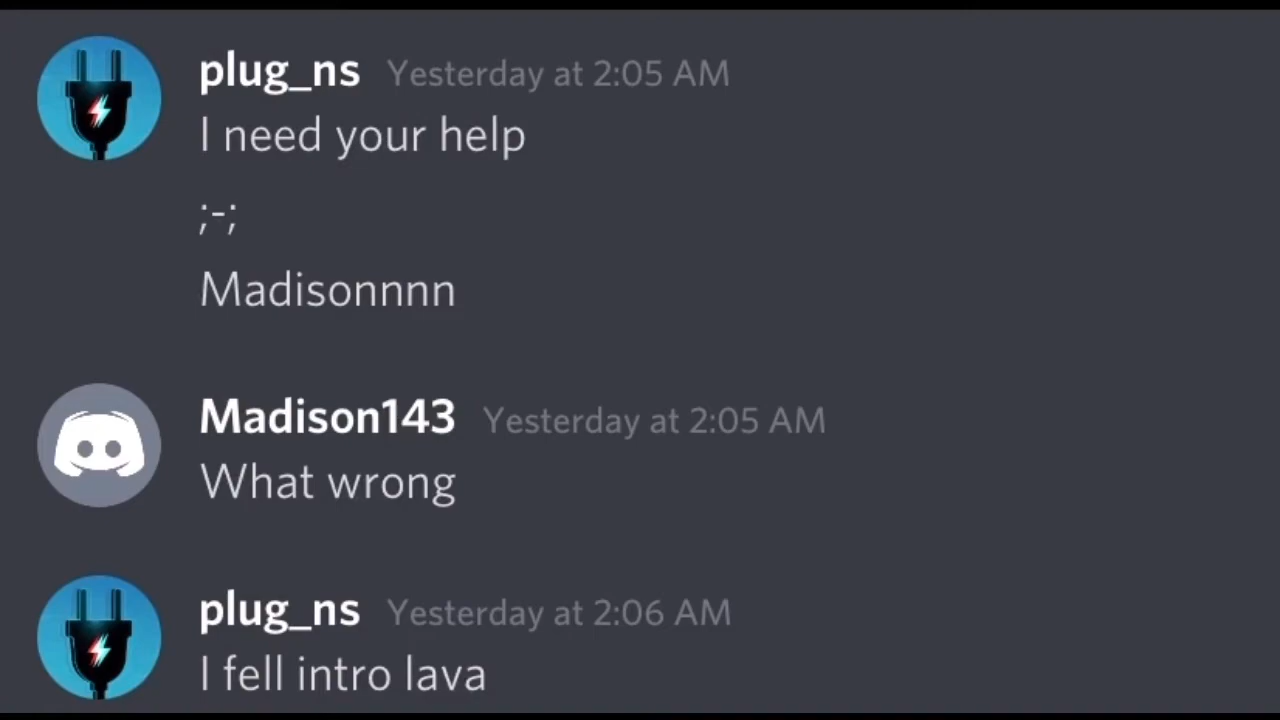 plug_ns Yesterday at 2:05 AM
I need your help
;-;
Madisonnnn
Madison143 Yesterday at 2:05 AM
What wrong
plug_ns Yesterday at 2:06 AM
I fell intro lava